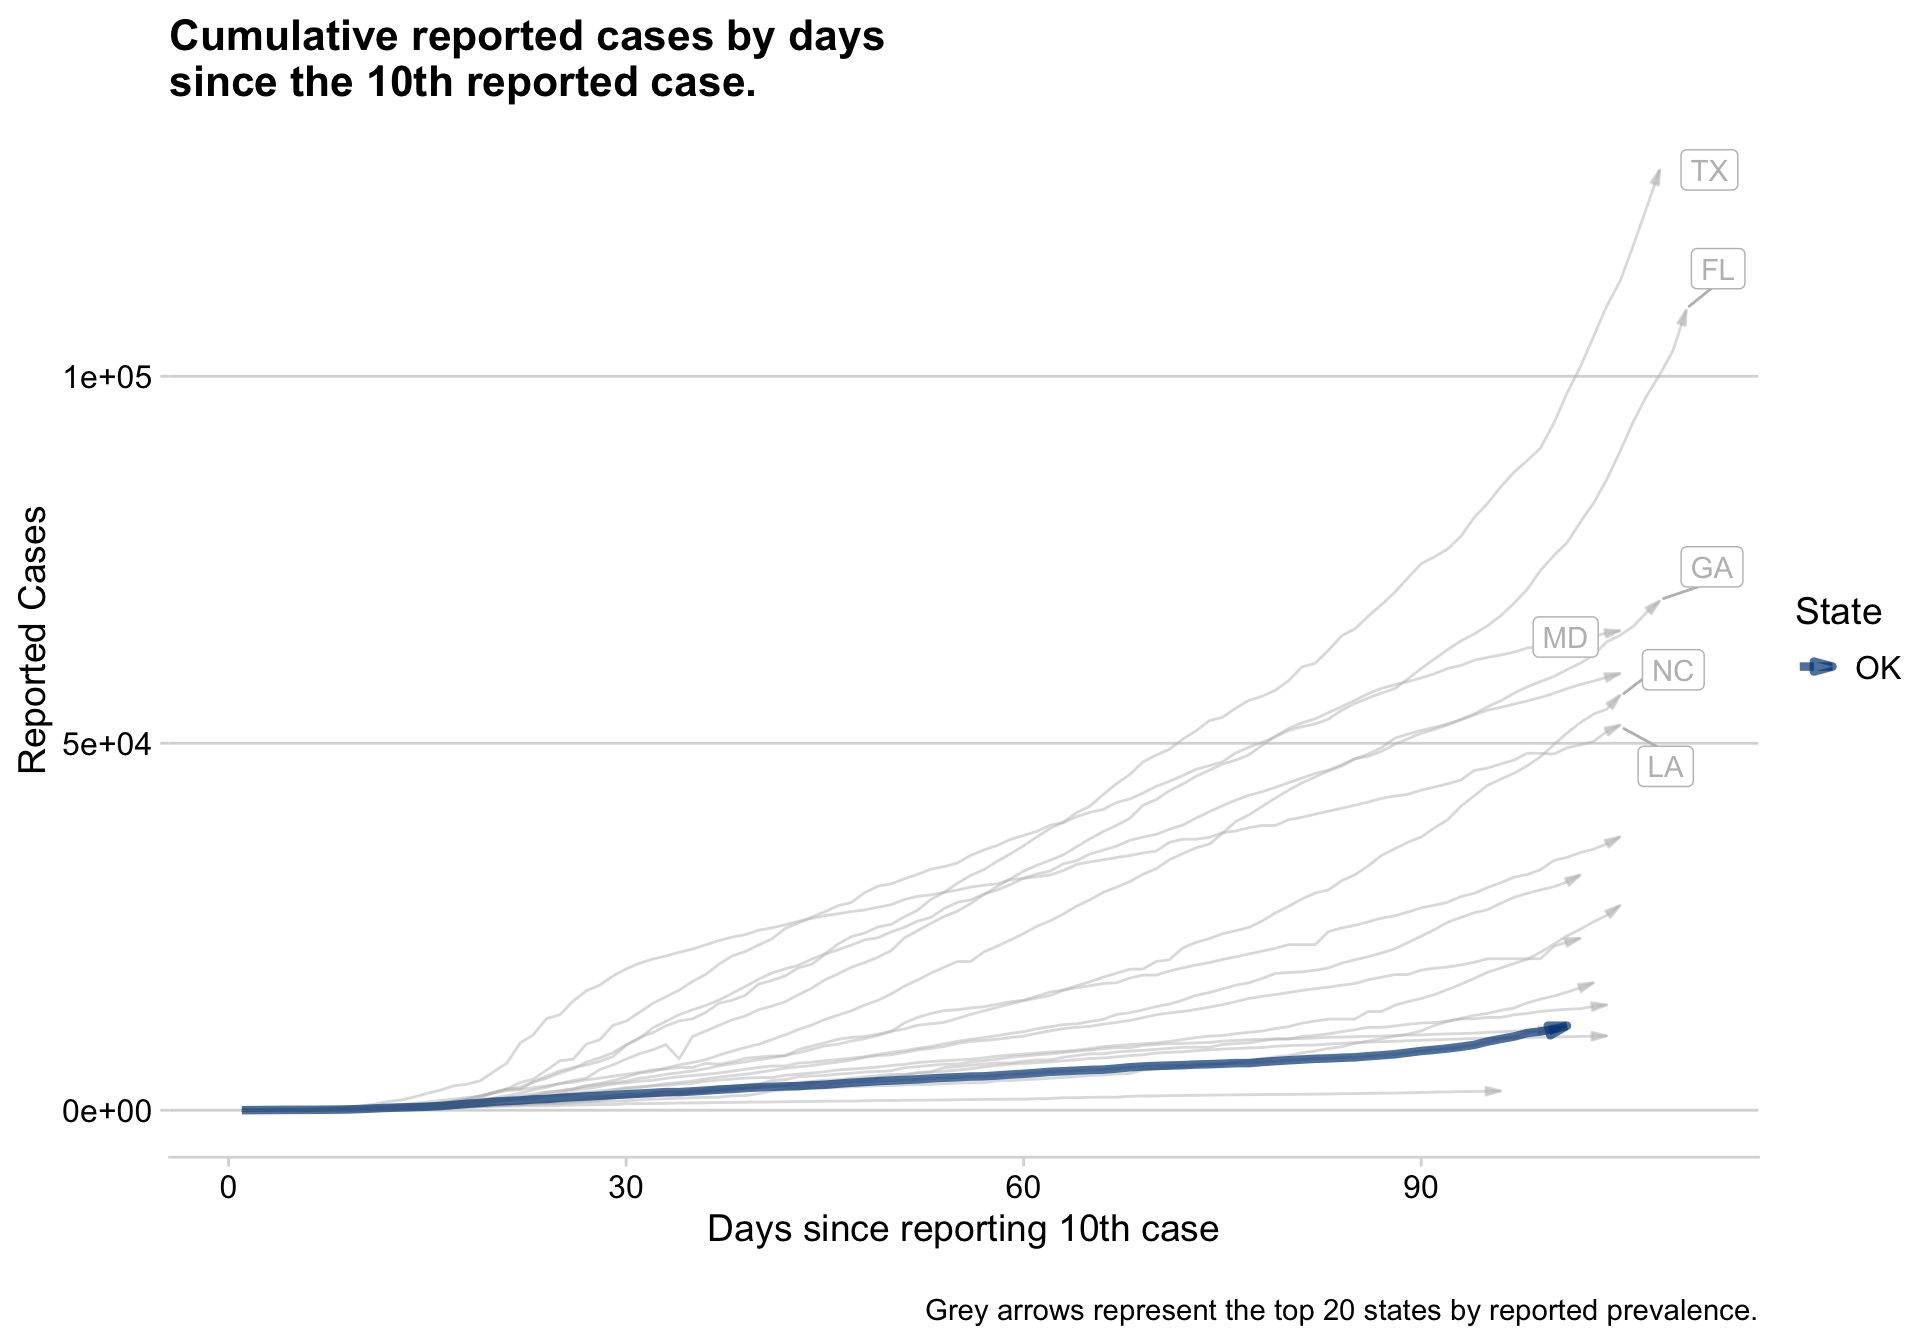 Cumulative reported cases by days
since the 10th reported case.
TX
FL
1e+05
GA
MD
NC
5e+04
LA
0e+00
Reported Cases
State
OK
0
30
60
90
Days since reporting 10th case
Grey arrows represent the top 20 states by reported prevalence.